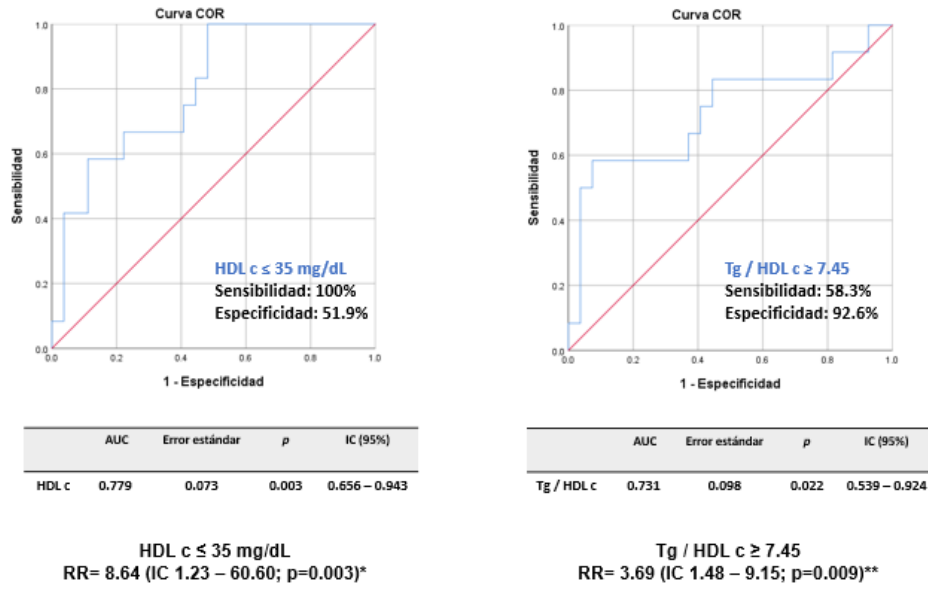 Curva COR
1.0
0.8
0.6
0.4
0.2
0.0
Sensibilidad
HDL c ≤ 35 mg/dL
Sensibilidad: 100%
Especificidad: 51.9%
0.0 0.2 0.4 0.6 0.8 1.0
1 - Especificidad
AUC Error estándar p IC (95%)
HDL c 0.779 0.073 0.003 0.656 – 0.943
HDL c ≤ 35 mg/dL
RR= 8.64 (IC 1.23 – 60.60; p=0.003)*
Curva COR
1.0
0.8
0.6
0.4
0.2
0.0
Sensibilidad
Tg / HDL c ≥ 7.45
Sensibilidad: 58.3%
Especificidad: 92.6%
0.0 0.2 0.4 0.6 0.8 1.0
1 - Especificidad
AUC Error estándar p IC (95%)
Tg / HDL c 0.731 0.098 0.022 0.539 – 0.924
Tg / HDL c ≥ 7.45
RR= 3.69 (IC 1.48 – 9.15; p=0.009)**